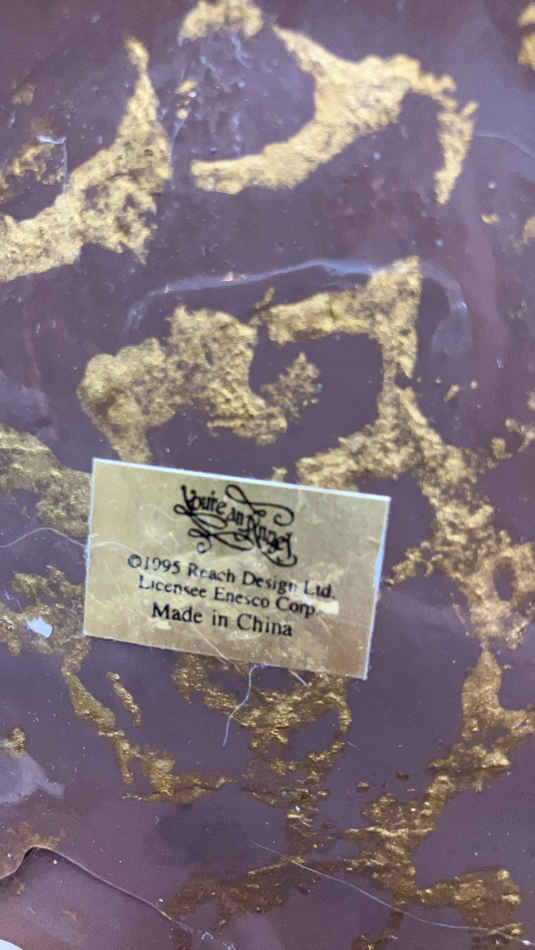 You're an Angel
©1995 Reach Design Ltd.
Licensee Enesco Corp.
Made in China